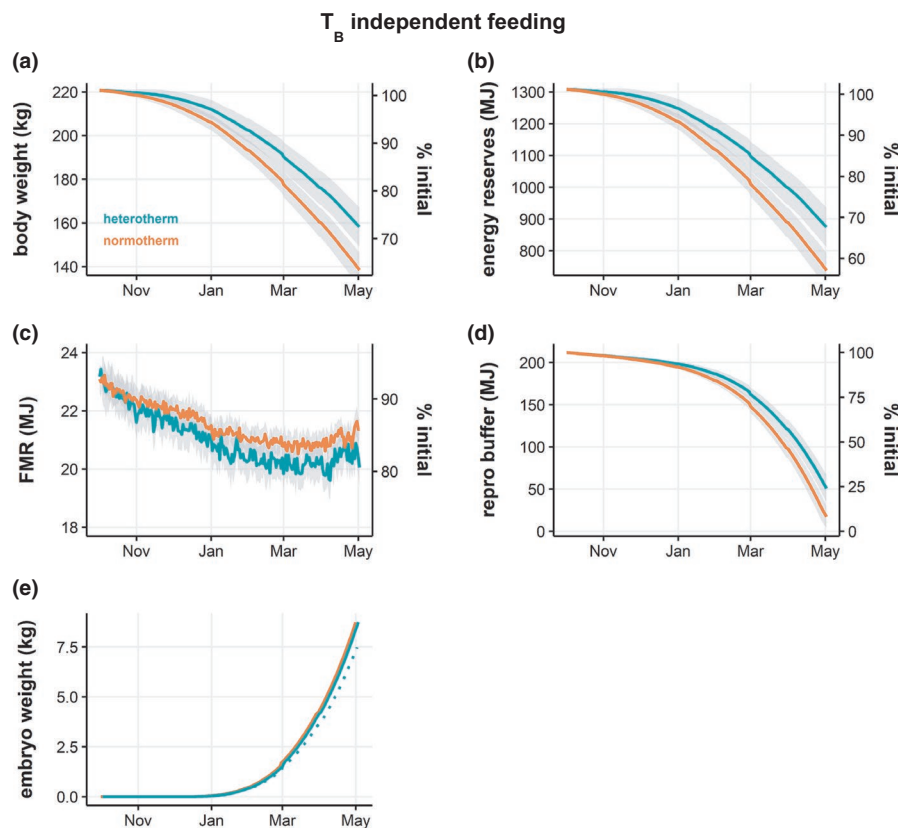 T_B independent feeding
(a)
body weight (kg)
220
200
180
160
140
heterotherm
normotherm
100
90
80
70
% initial
Nov
Jan
Mar
May
(b)
energy reserves (MJ)
1300
1200
1100
1000
900
800
100
90
80
70
60
% initial
Nov
Jan
Mar
May
(c)
FMR (MJ)
24
22
20
18
90
80
% initial
Nov
Jan
Mar
May
(d)
repro buffer (MJ)
200
150
100
50
0
100
75
50
25
0
% initial
Nov
Jan
Mar
May
(e)
embryo weight (kg)
7.5
5.0
2.5
0.0
Nov
Jan
Mar
May